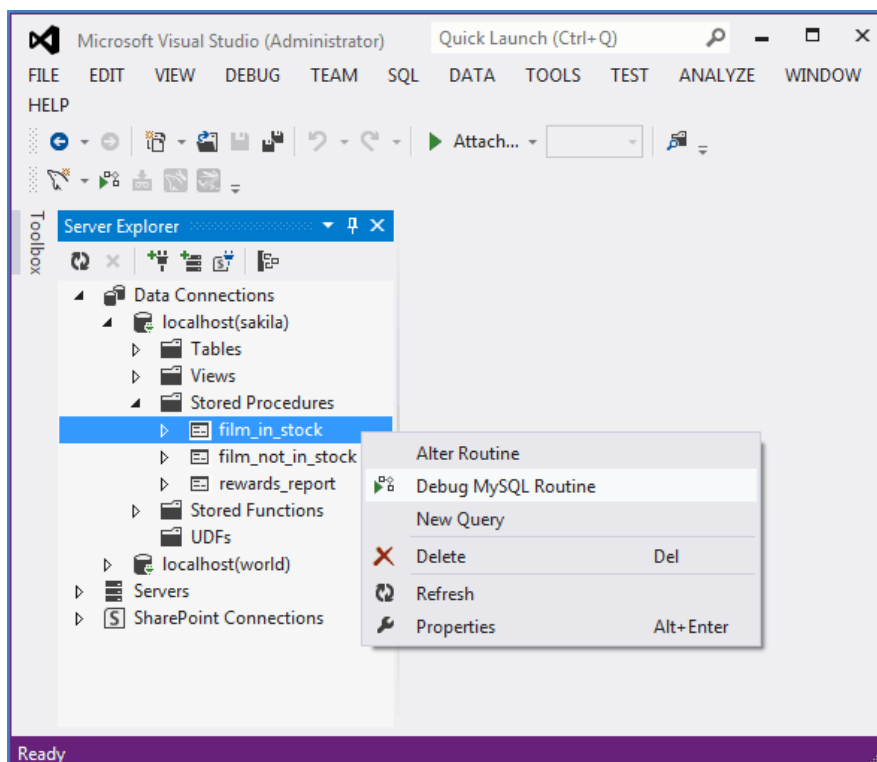 Microsoft Visual Studio (Administrator) Quick Launch (Ctrl+Q)
FILE EDIT VIEW DEBUG TEAM SQL DATA TOOLS TEST ANALYZE WINDOW
HELP
Attach...
Toolbox
Server Explorer
Data Connections
localhost(sakila)
Tables
Views
Stored Procedures
film_in_stock
film_not_in_stock
rewards_report
Stored Functions
UDFs
localhost(world)
Servers
S SharePoint Connections
Alter Routine
Debug MySQL Routine
New Query
Delete Del
Refresh
Properties Alt+Enter
Ready